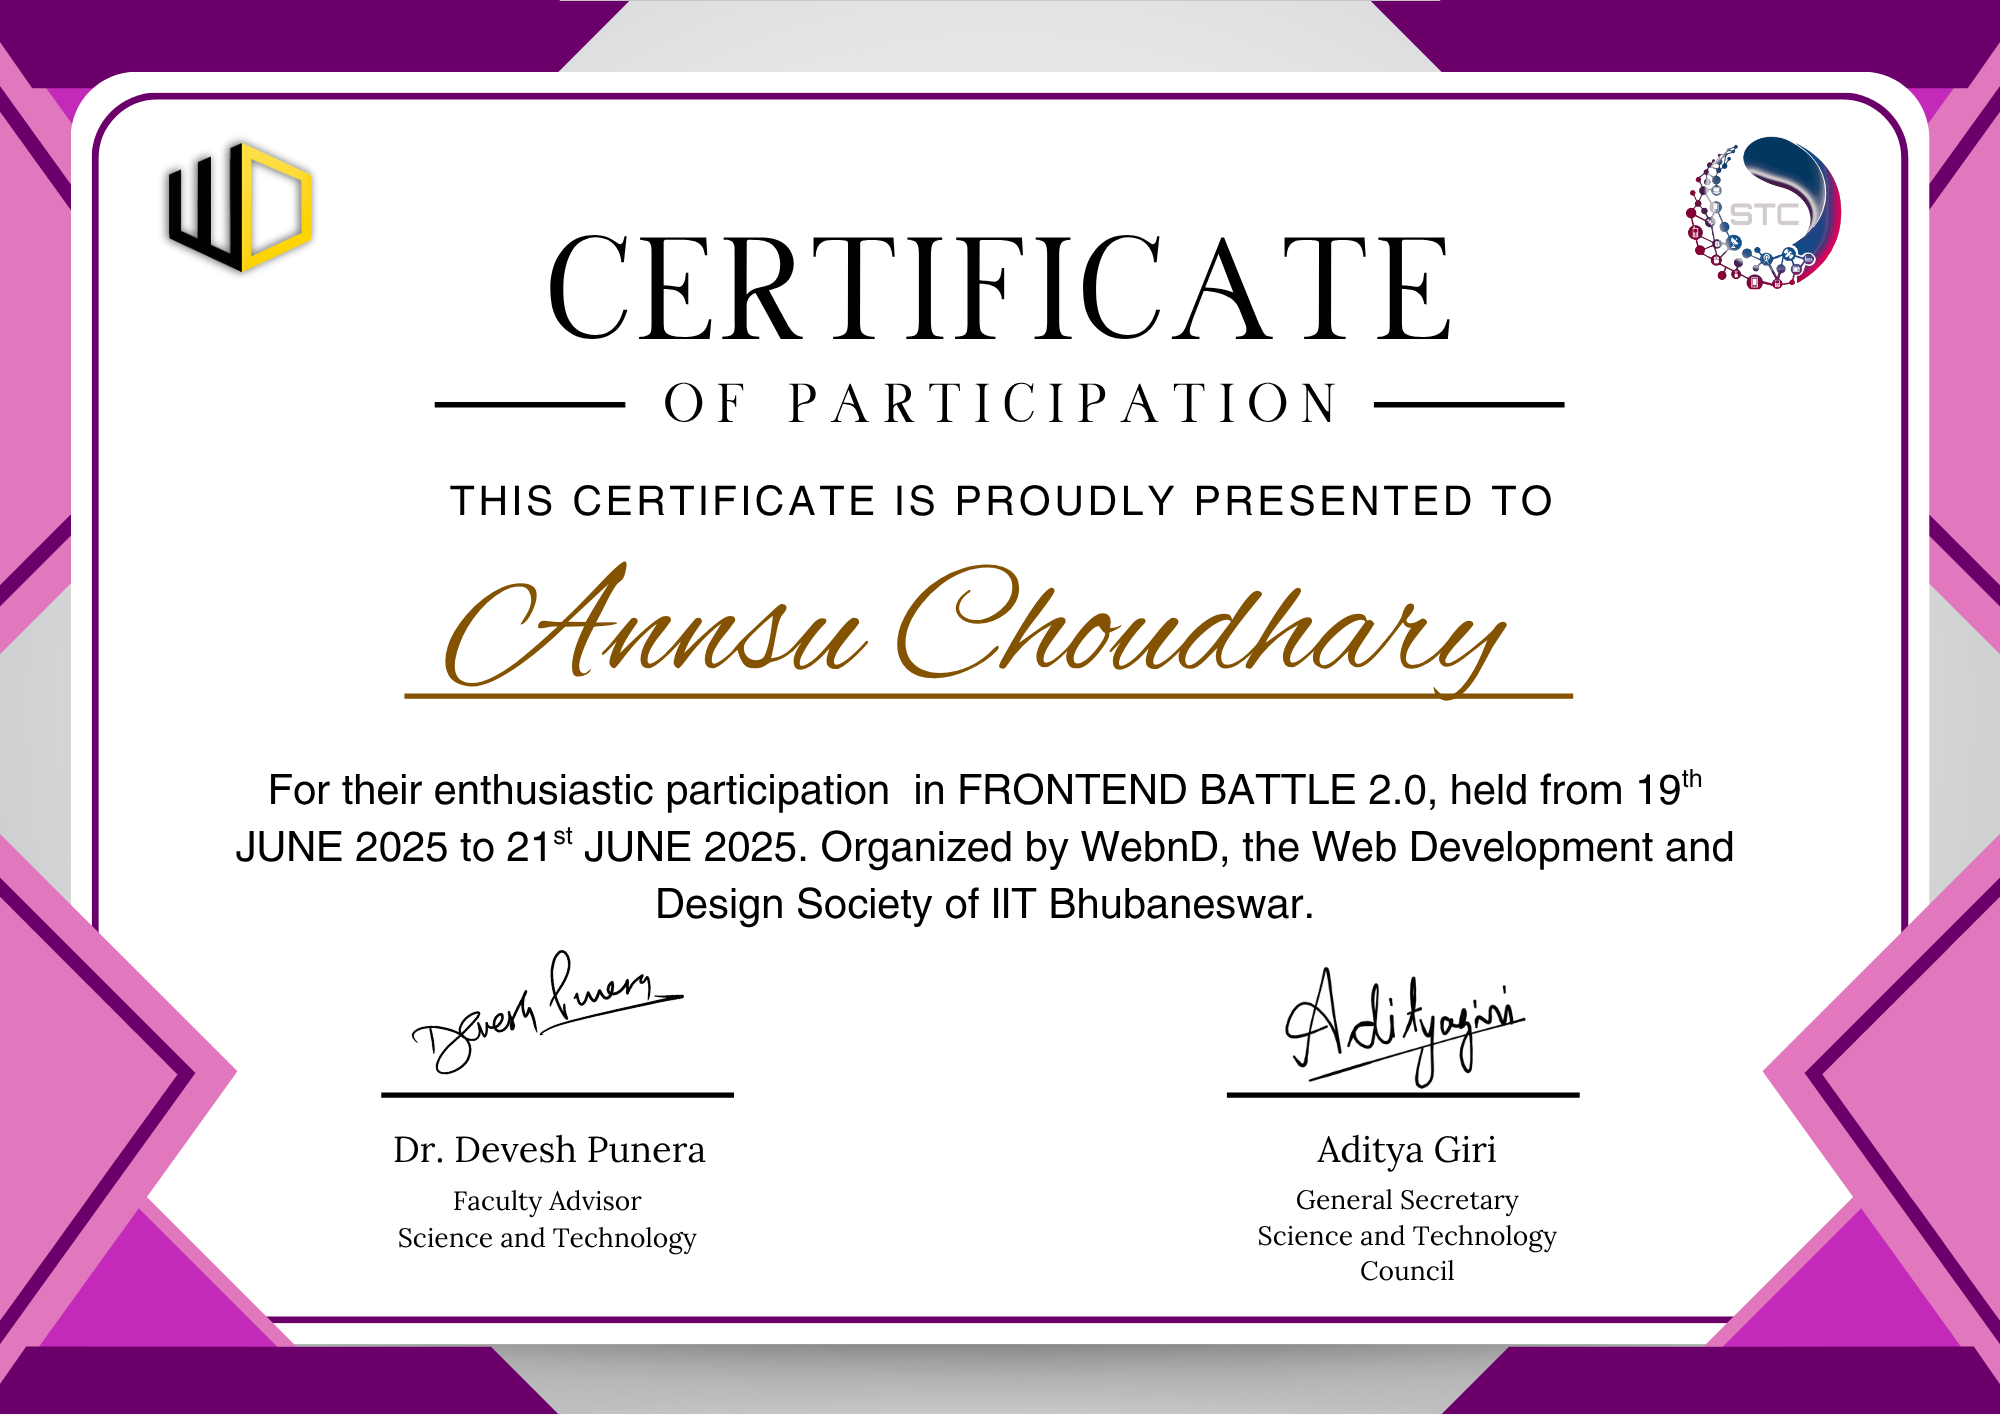 STC
CERTIFICATE
OF PARTICIPATION
THIS CERTIFICATE IS PROUDLY PRESENTED TO
Annsu Choudhary
For their enthusiastic participation in FRONTEND BATTLE 2.0, held from 19th
JUNE 2025 to 21st JUNE 2025. Organized by WebnD, the Web Development and
Design Society of IIT Bhubaneswar.
Devesh Punera
Adityagiri
Dr. Devesh Punera
Faculty Advisor
Science and Technology
Aditya Giri
General Secretary
Science and Technology
Council